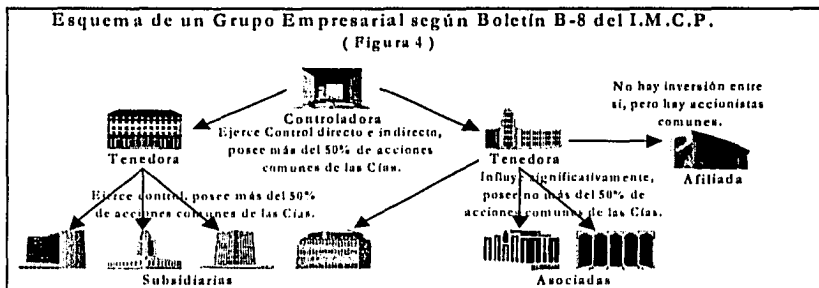 Esquema de un Grupo Empresarial según Boletín B-8 del I.M.C.P.
( Figura 4 )
Controladora
Ejerce Control directo e indirecto,
posee más del 50% de acciones
comunes de las Cías.
No hay inversión entre
sí, pero hay accionistas
comunes.
Tenedora
Tenedora
Afiliada
Ejerce control, posee más del 50%
de acciones comunes de las Cías.
Influye significativamente,
posee no más del 50% de
acciones comunes de las Cías.
Subsidiarias
Asociadas